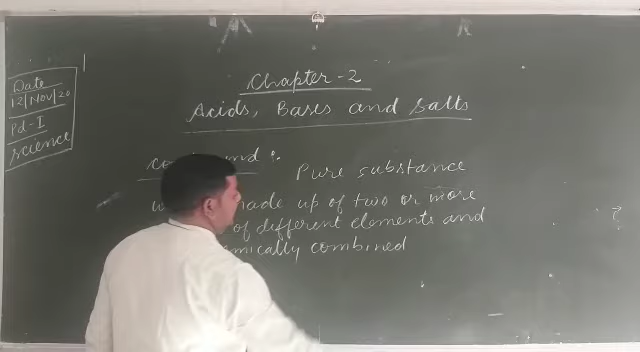 Date
12/Nov/20
Pd-I
Science
Chapter-2
Acids, Bases and Salts
Pure substance
made up of two or more
of different elements and
combined